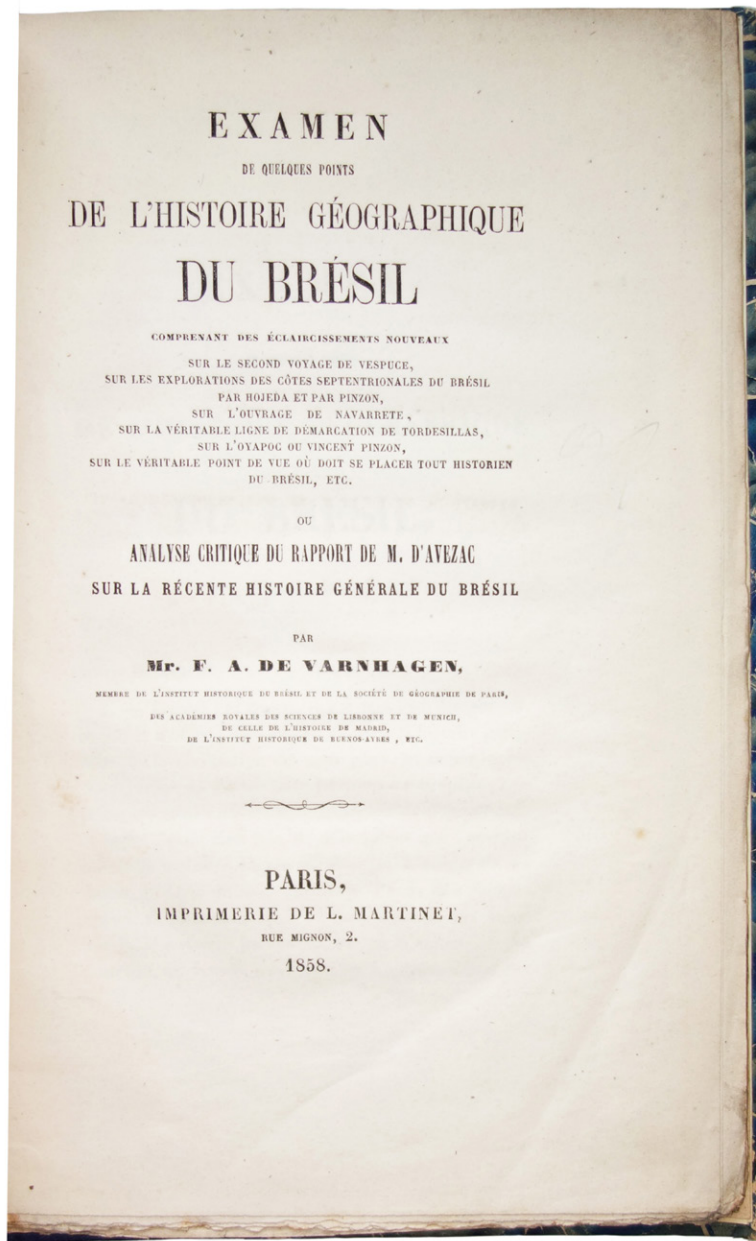 EXAMEN
DE QUELQUES POINTS
DE L'HISTOIRE GÉOGRAPHIQUE
DU BRÉSIL
COMPRENANT DES ÉCLAIRCISSEMENTS NOUVEAUX
SUR LE SECOND VOYAGE DE VESPUCE,
SUR LES EXPLORATIONS DES CÔTES SEPTENTRIONALES DU BRÉSIL
PAR HOJEDA ET PAR PINZON,
SUR L'OUVRAGE DE NAVARRETE,
SUR LA VÉRITABLE LIGNE DE DÉMARCATION DE TORDESILLAS,
SUR L'OYAPOC OU VINCENT PINZON,
SUR LE VÉRITABLE POINT DE VUE OÙ DOIT SE PLACER TOUT HISTORIEN
DU BRÉSIL, ETC.
OU
ANALYSE CRITIQUE DU RAPPORT DE M. D'AVEZAC
SUR LA RÉCENTE HISTOIRE GÉNÉRALE DU BRÉSIL
PAR
Mr. F. A. DE VARNHAGEN,
MEMBRE DE L'INSTITUT HISTORIQUE DU BRÉSIL ET DE LA SOCIÉTÉ DE GÉOGRAPHIE DE PARIS,
DES ACADÉMIES ROYALES DES SCIENCES DE LISBONNE ET DE MUNICH,
DE CELLE DE L'HISTOIRE DE MADRID,
DE L'INSTITUT HISTORIQUE DE BUENOS-AYRES, ETC.
PARIS,
IMPRIMERIE DE L. MARTINET,
RUE MIGNON, 2.
1858.